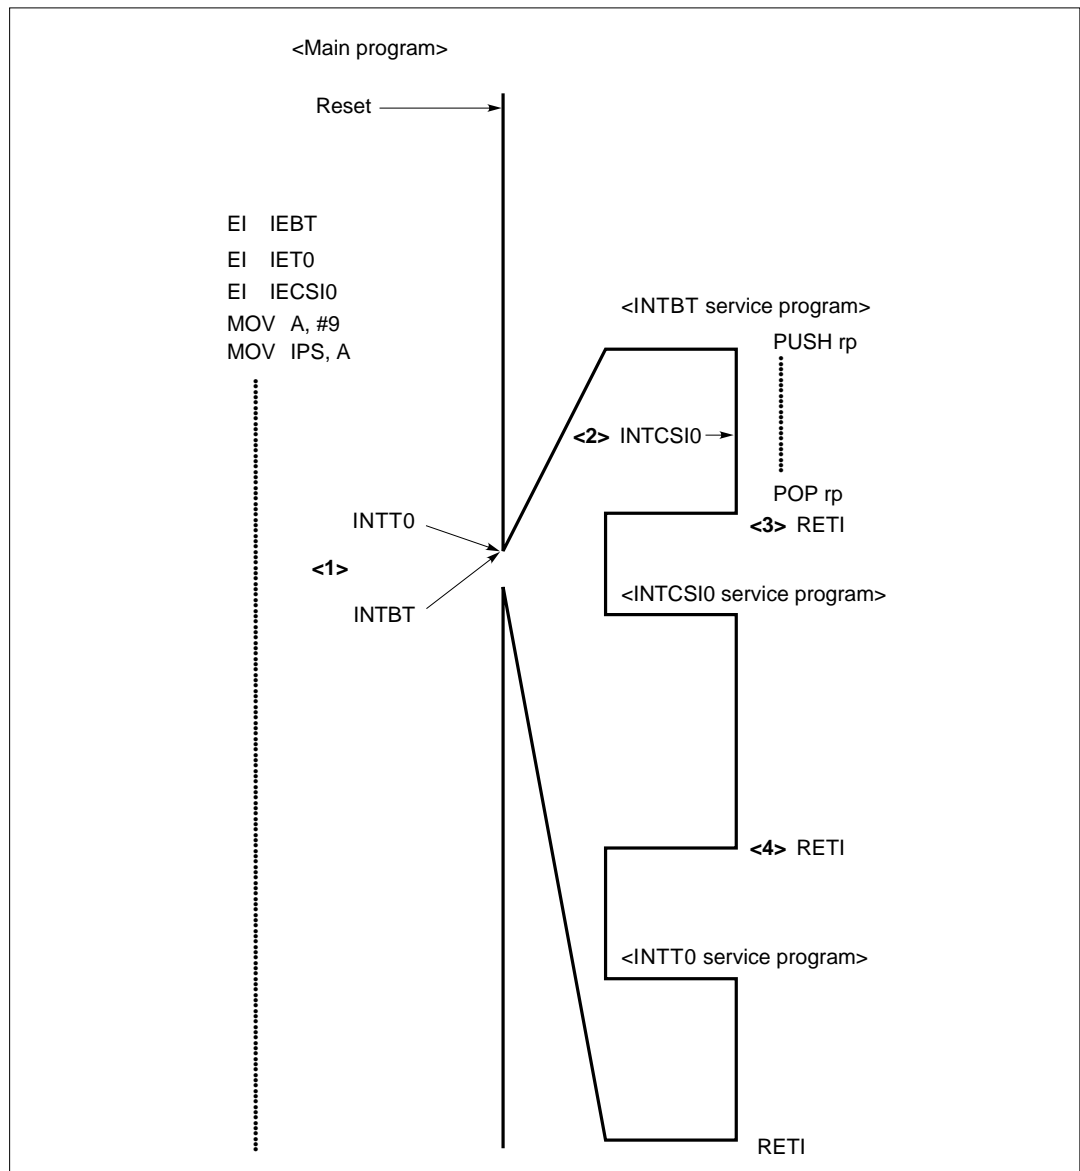 <Main program>
Reset
EI IEBT
EI IET0
EI IECSI0
MOV A, #9
MOV IPS, A
<INTBT service program>
PUSH rp
<2> INTCSI0
POP rp
<3> RETI
INTT0
<1>
INTBT
<INTCSI0 service program>
<4> RETI
<INTT0 service program>
RETI